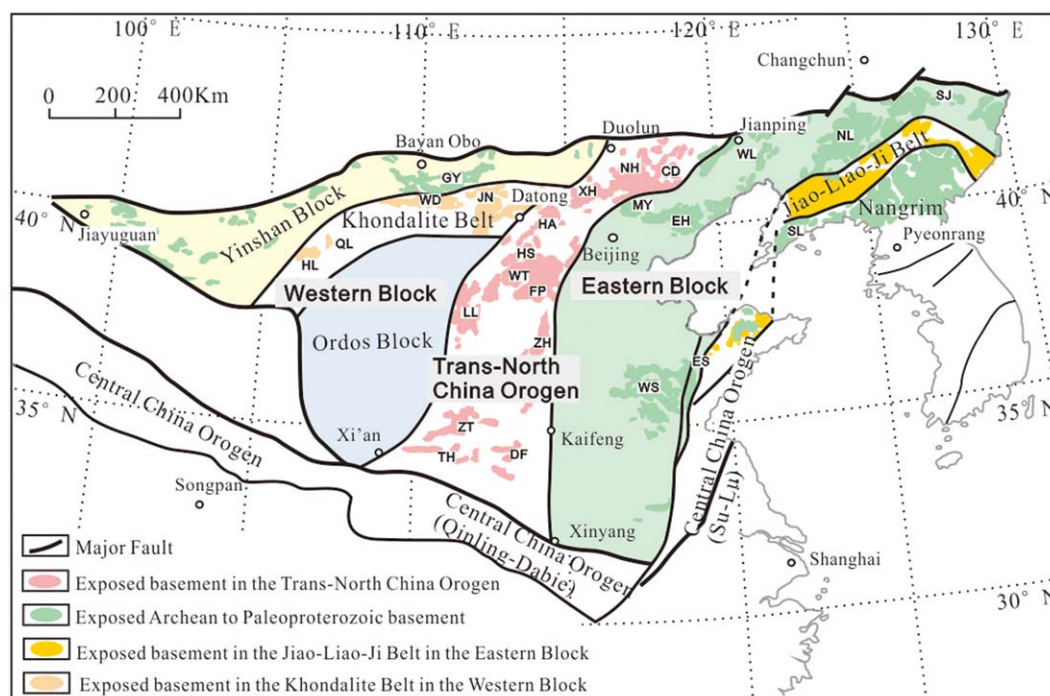 100° E
110° E
120° E
130° E
Changchun
0 200 400Km
Bayan Obo
Duolun
Jianping
SJ
NL
WL
NH
CD
GY
XH
MY
WD
JN
Datong
Jiao-Liao-Ji Belt
Nangrim
40° N
40° N
Jiayuguan
Yinshan Block
Khondalite Belt
QL
HL
HA
EH
Beijing
SL
Pyeonrang
HS
WT
FP
Western Block
Eastern Block
LL
Ordos Block
ZH
Trans-North
China Orogen
ES
WS
35° N
35° N
Central China Orogen
Xi'an
ZT
TH
DF
Kaifeng
Songpan
Central China Orogen
(Su-Lu)
Central China Orogen
(Qinling-Dabie)
Xinyang
Shanghai
30° N
Major Fault
Exposed basement in the Trans-North China Orogen
Exposed Archean to Paleoproterozoic basement
Exposed basement in the Jiao-Liao-Ji Belt in the Eastern Block
Exposed basement in the Khondalite Belt in the Western Block